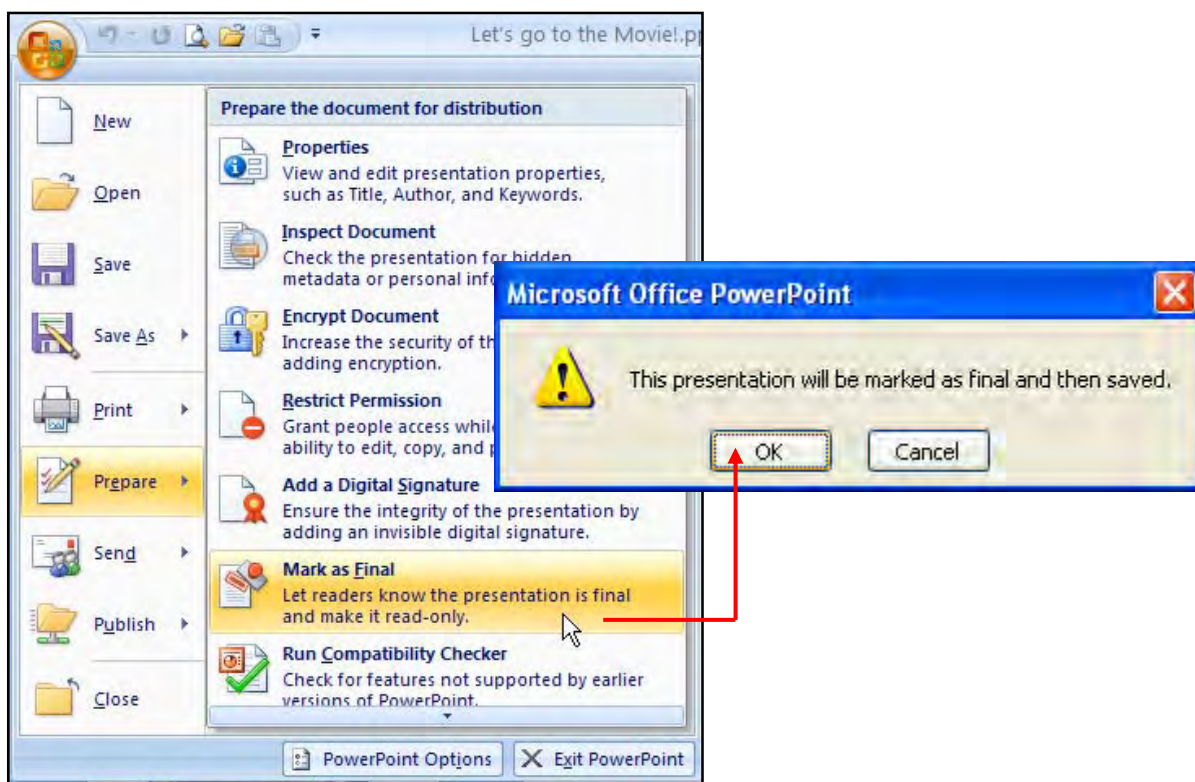 Let's go to the Movie!.p
New
Open
Save
Save As
Print
Prepare
Send
Publish
Close
Prepare the document for distribution
Properties
View and edit presentation properties,
such as Title, Author, and Keywords.
Inspect Document
Check the presentation for hidden
metadata or personal info
Encrypt Document
Increase the security of th
adding encryption.
Restrict Permission
Grant people access while
ability to edit, copy, and
Add a Digital Signature
Ensure the integrity of the presentation by
adding an invisible digital signature.
Mark as Final
Let readers know the presentation is final
and make it read-only.
Run Compatibility Checker
Check for features not supported by earlier
versions of PowerPoint.
PowerPoint Options
Exit PowerPoint
Microsoft Office PowerPoint
This presentation will be marked as final and then saved.
OK
Cancel